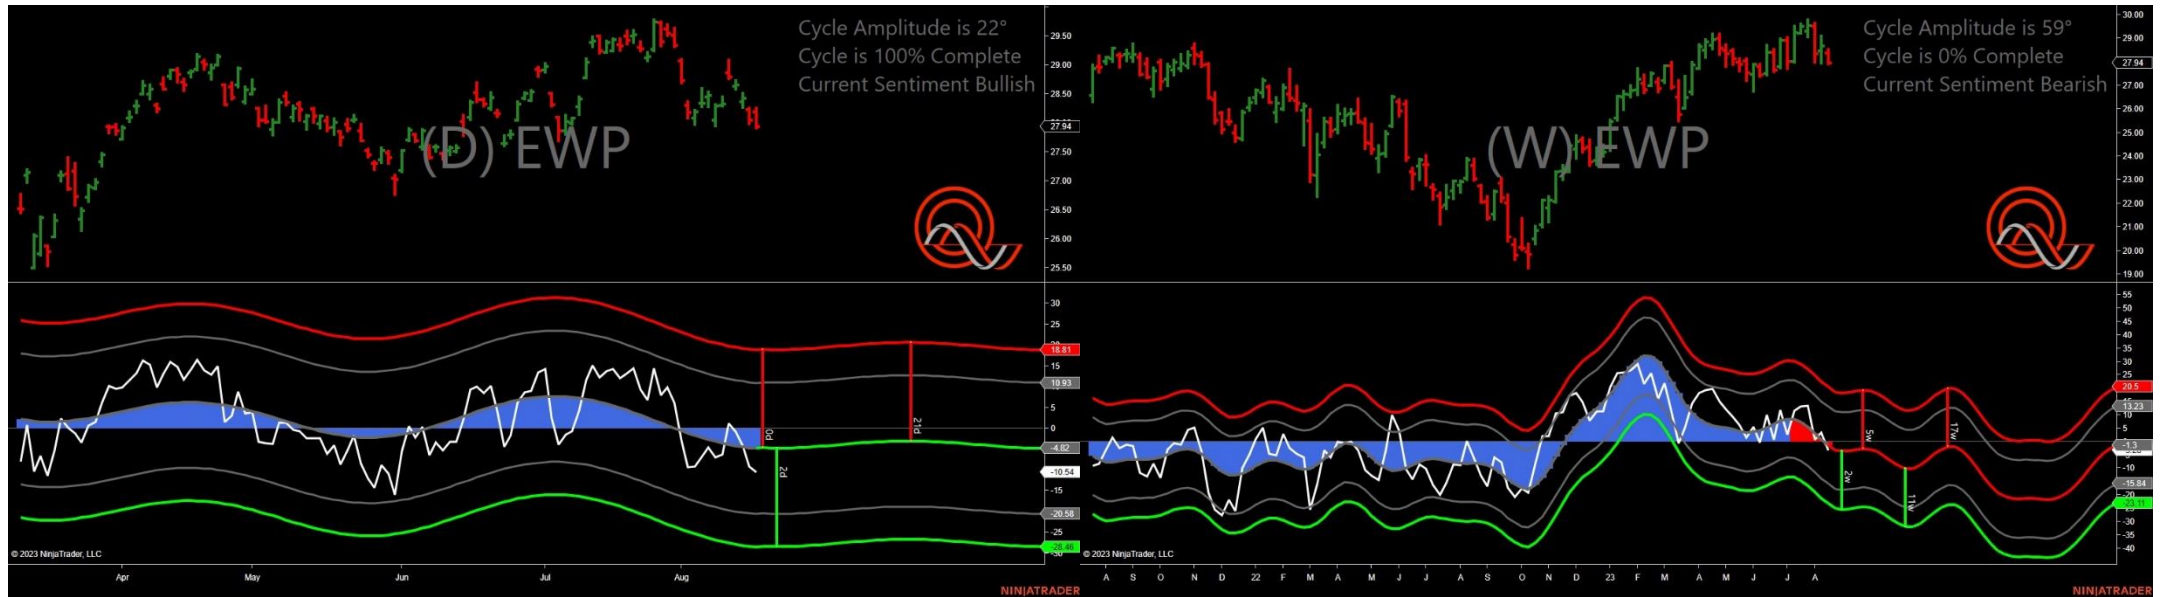 Cycle Amplitude is 22°
Cycle is 100% Complete
Current Sentiment Bullish
(D) EWP
29.50
29.00
28.50
27.94
27.50
27.00
26.50
25.00
25.50
30
25
18.81
10.93
5
0
-4.82
-10.54
-15
-20.58
-25
-28.46
0d
21d
2d
© 2023 NinjaTrader, LLC
Apr May Jun Jul Aug
NINJATRADER
Cycle Amplitude is 59°
Cycle is 0% Complete
Current Sentiment Bearish
(W) EWP
30.00
29.00
27.94
27.00
26.00
25.00
24.00
23.00
22.00
21.00
20.00
19.00
55
50
45
40
35
30
25
20.5
13.23
5
-1.3
-10
-15.84
-23.11
-30
-35
-40
5w
17w
2w
11w
© 2023 NinjaTrader, LLC
A S O N D 22 F M A M J J A S O N D 23 F M A M J J A
NINJATRADER